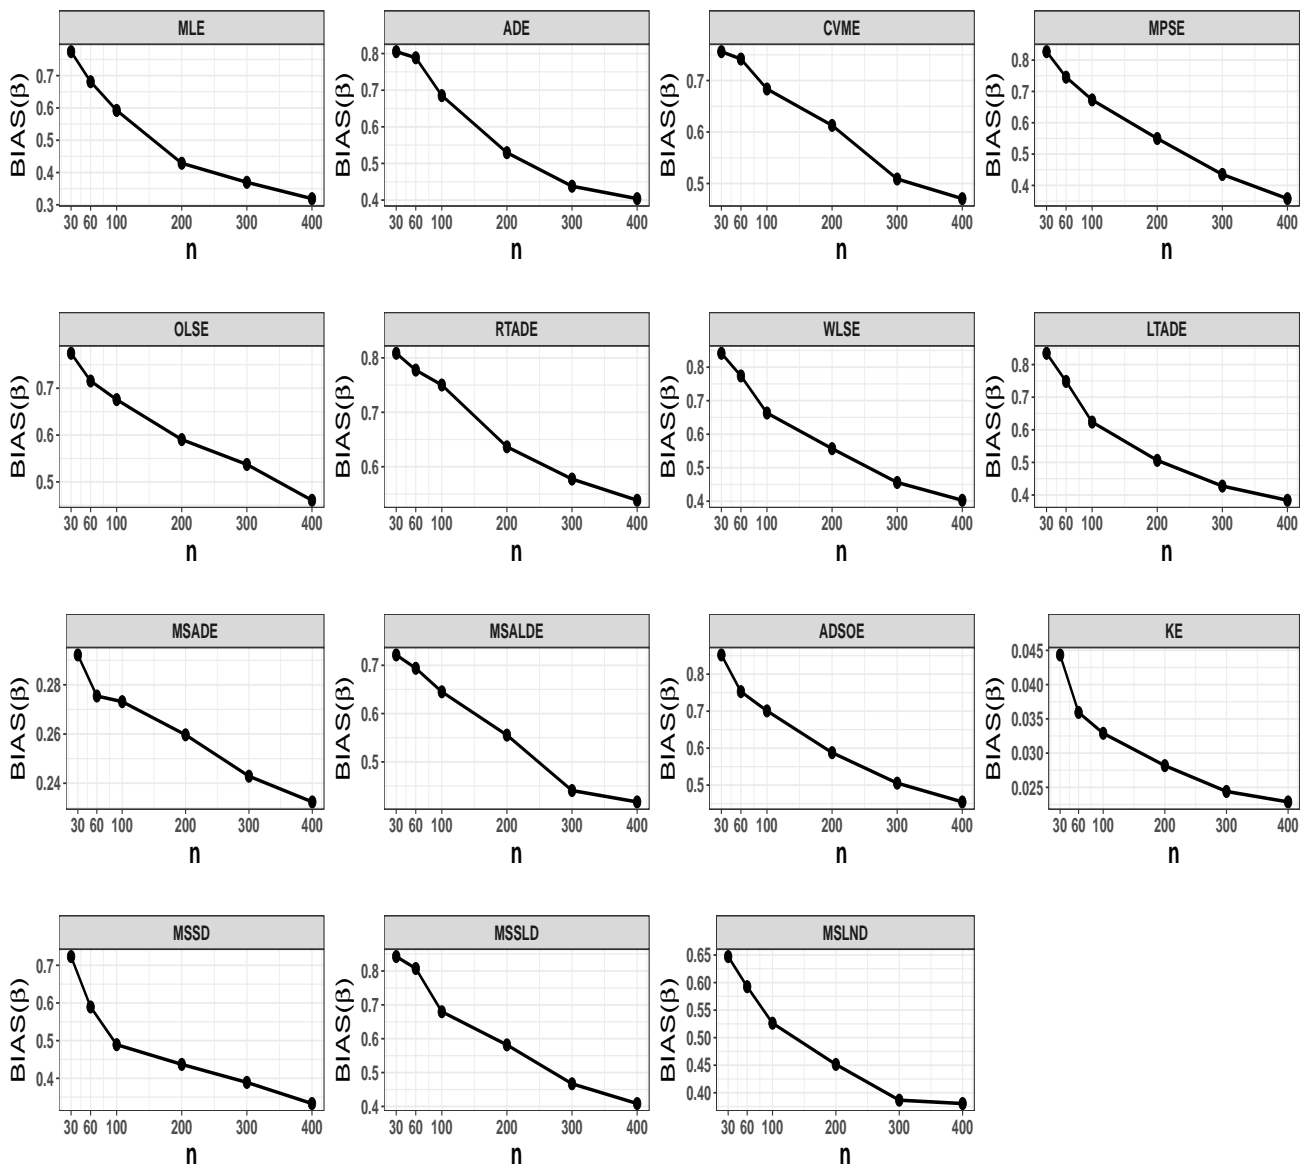 MLE ADE CVME MPSE
BIAS(β) 0.7 0.6 0.5 0.4 0.3
BIAS(β) 0.8 0.7 0.6 0.5 0.4
BIAS(β) 0.7 0.6 0.5
BIAS(β) 0.8 0.7 0.6 0.5 0.4
30 60 100 200 300 400 30 60 100 200 300 400 30 60 100 200 300 400 30 60 100 200 300 400
n n n n
OLSE RTADE WLSE LTADE
BIAS(β) 0.7 0.6 0.5
BIAS(β) 0.8 0.7 0.6
BIAS(β) 0.8 0.7 0.6 0.5 0.4
BIAS(β) 0.8 0.7 0.6 0.5 0.4
30 60 100 200 300 400 30 60 100 200 300 400 30 60 100 200 300 400 30 60 100 200 300 400
n n n n
MSADE MSALDE ADSOE KE
BIAS(β) 0.28 0.26 0.24
BIAS(β) 0.7 0.6 0.5
BIAS(β) 0.8 0.7 0.6 0.5
BIAS(β) 0.045 0.040 0.035 0.030 0.025
30 60 100 200 300 400 30 60 100 200 300 400 30 60 100 200 300 400 30 60 100 200 300 400
n n n n
MSSD MSSLD MSLND
BIAS(β) 0.7 0.6 0.5 0.4
BIAS(β) 0.8 0.7 0.6 0.5 0.4
BIAS(β) 0.65 0.60 0.55 0.50 0.45 0.40
30 60 100 200 300 400 30 60 100 200 300 400 30 60 100 200 300 400
n n n